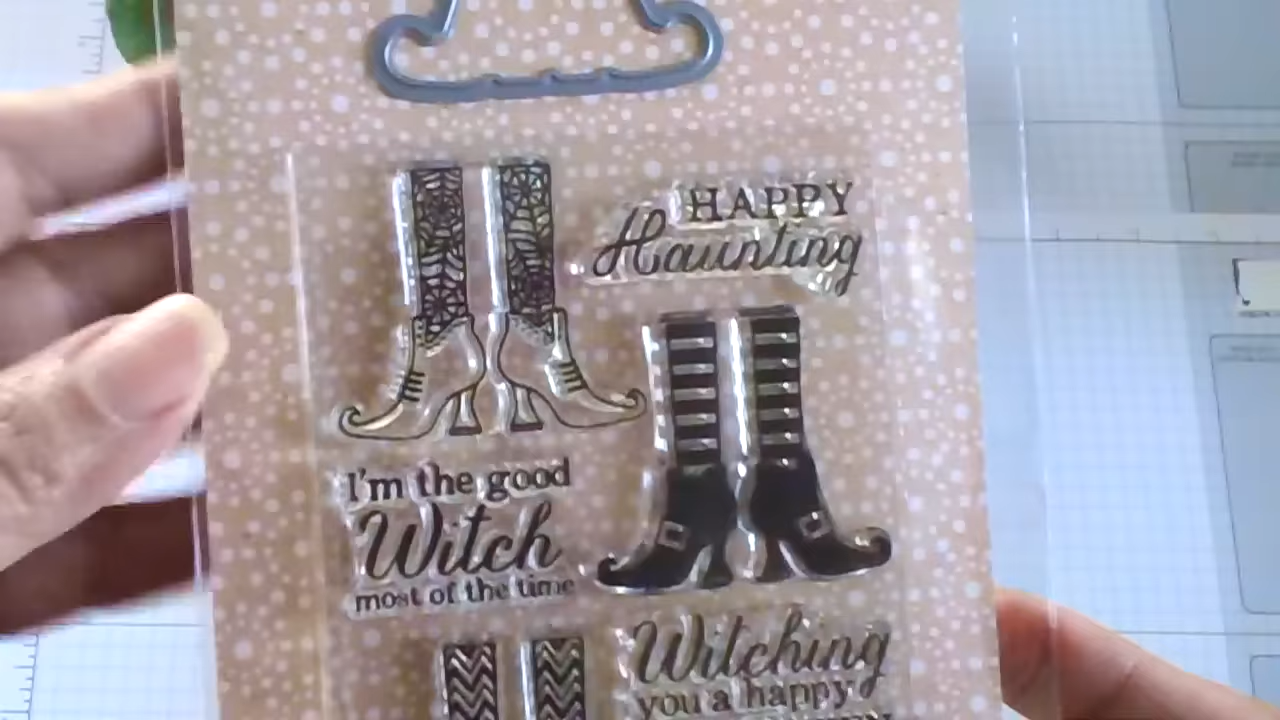 HAPPY
Haunting
I'm the good
Witch
most of the time
Witching
you a happy